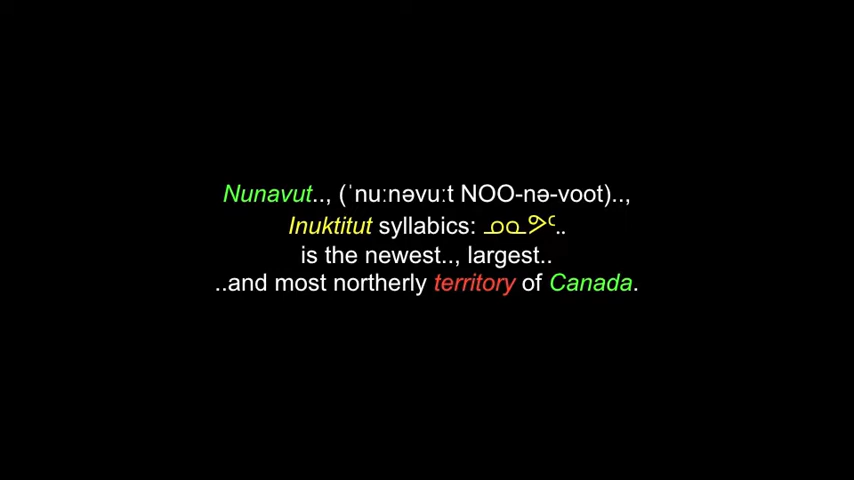 Nunavut.., (ˈnuːnəvuːt NOO-nə-voot)..,
Inuktitut syllabics: ᓄᓇᕗᑦ..
is the newest.., largest..
..and most northerly territory of Canada.